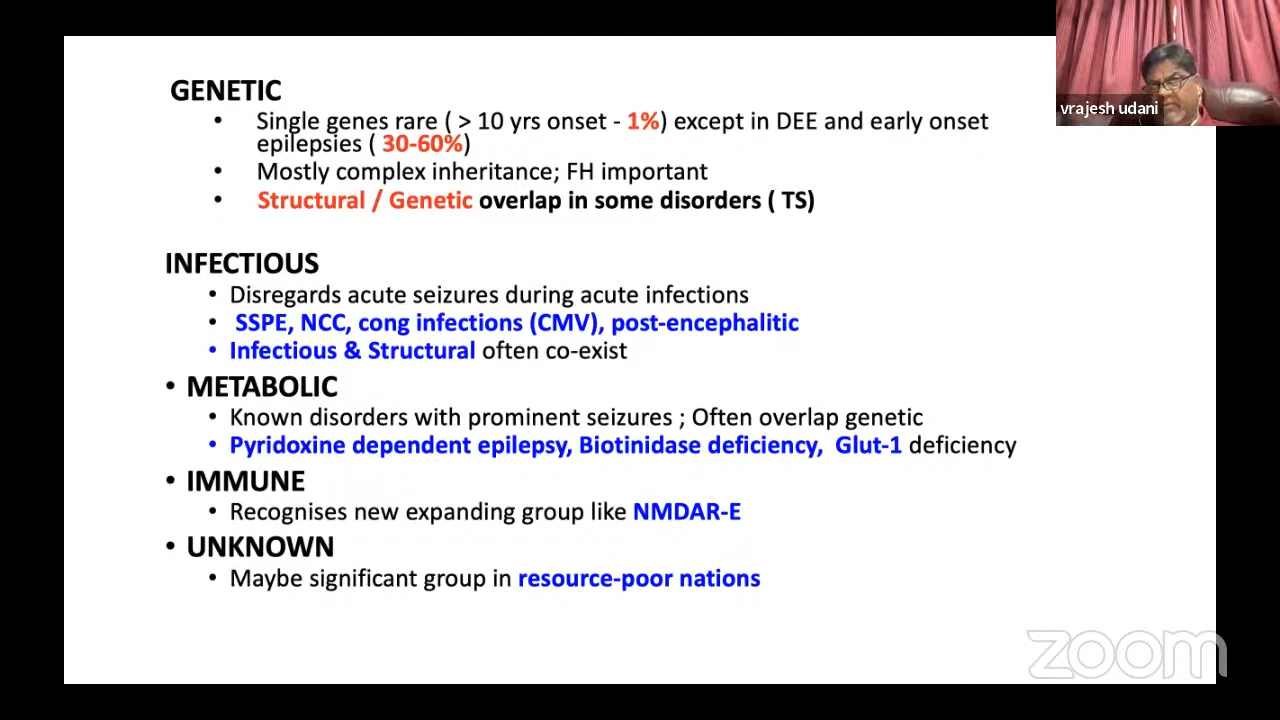 GENETIC
• Single genes rare ( > 10 yrs onset - 1%) except in DEE and early onset
epilepsies ( 30-60%)
• Mostly complex inheritance; FH important
• Structural / Genetic overlap in some disorders ( TS)
INFECTIOUS
• Disregards acute seizures during acute infections
• SSPE, NCC, cong infections (CMV), post-encephalitic
• Infectious & Structural often co-exist
• METABOLIC
• Known disorders with prominent seizures ; Often overlap genetic
• Pyridoxine dependent epilepsy, Biotinidase deficiency, Glut-1 deficiency
• IMMUNE
• Recognises new expanding group like NMDAR-E
• UNKNOWN
• Maybe significant group in resource-poor nations
vrajesh udani
zoom